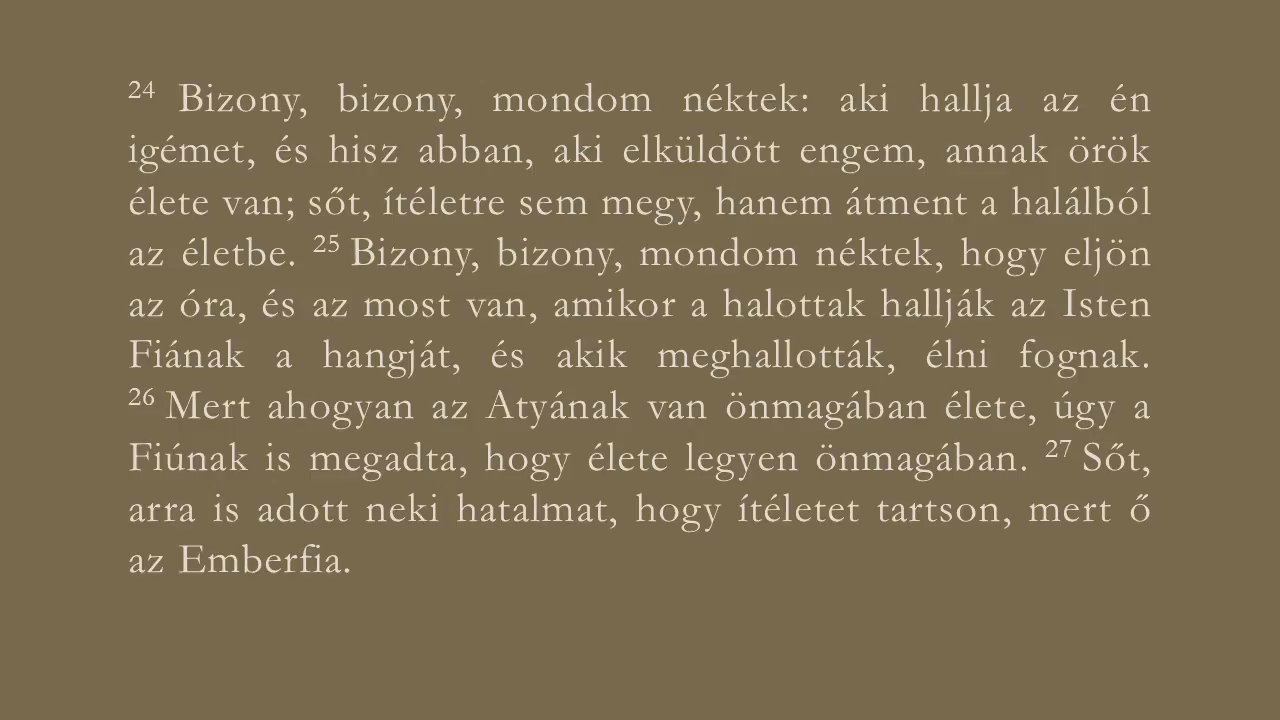 24 Bizony, bizony, mondom néktek: aki hallja az én
igémet, és hisz abban, aki elküldött engem, annak örök
élete van; sőt, ítéletre sem megy, hanem átment a halálból
az életbe. 25 Bizony, bizony, mondom néktek, hogy eljön
az óra, és az most van, amikor a halottak hallják az Isten
Fiának a hangját, és akik meghallották, élni fognak.
26 Mert ahogyan az Atyának van önmagában élete, úgy a
Fiúnak is megadta, hogy élete legyen önmagában. 27 Sőt,
arra is adott neki hatalmat, hogy ítéletet tartson, mert ő
az Emberfia.